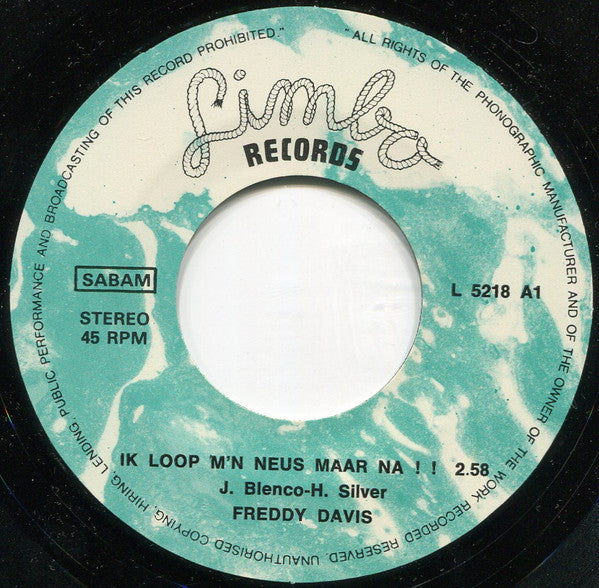 "ALL RIGHTS OF THE PHONOGRAPHIC MANUFACTURER AND OF THE OWNER OF THE WORK RECORDED RESERVED. UNAUTHORISED COPYING, HIRING, LENDING, PUBLIC PERFORMANCE AND BROADCASTING OF THIS RECORD PROHIBITED."
Limbo
RECORDS
SABAM
L 5218 A1
STEREO
45 RPM
IK LOOP M'N NEUS MAAR NA ! ! 2.58
J. Blenco-H. Silver
FREDDY DAVIS